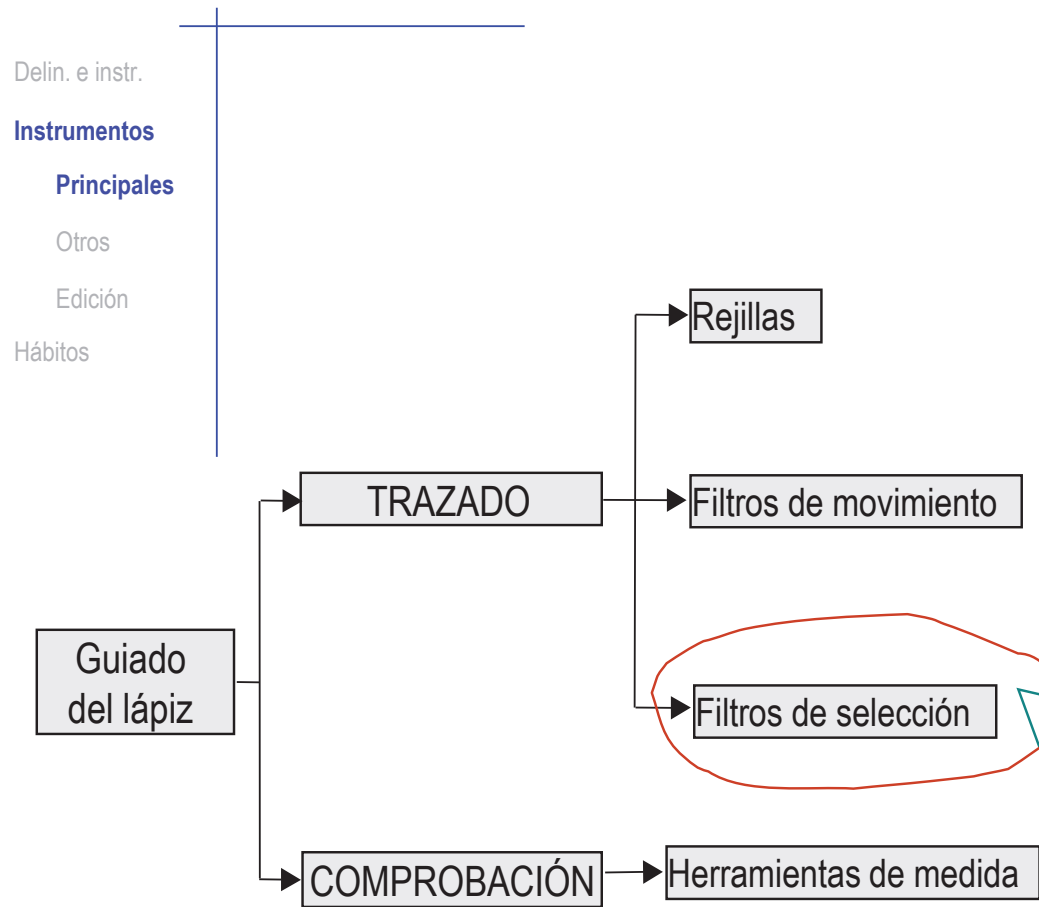 Delin. e instr.
Instrumentos
Principales
Otros
Edición
Hábitos
Rejillas
TRAZADO
Filtros de movimiento
Guiado
del lápiz
Filtros de selección
COMPROBACIÓN
Herramientas de medida